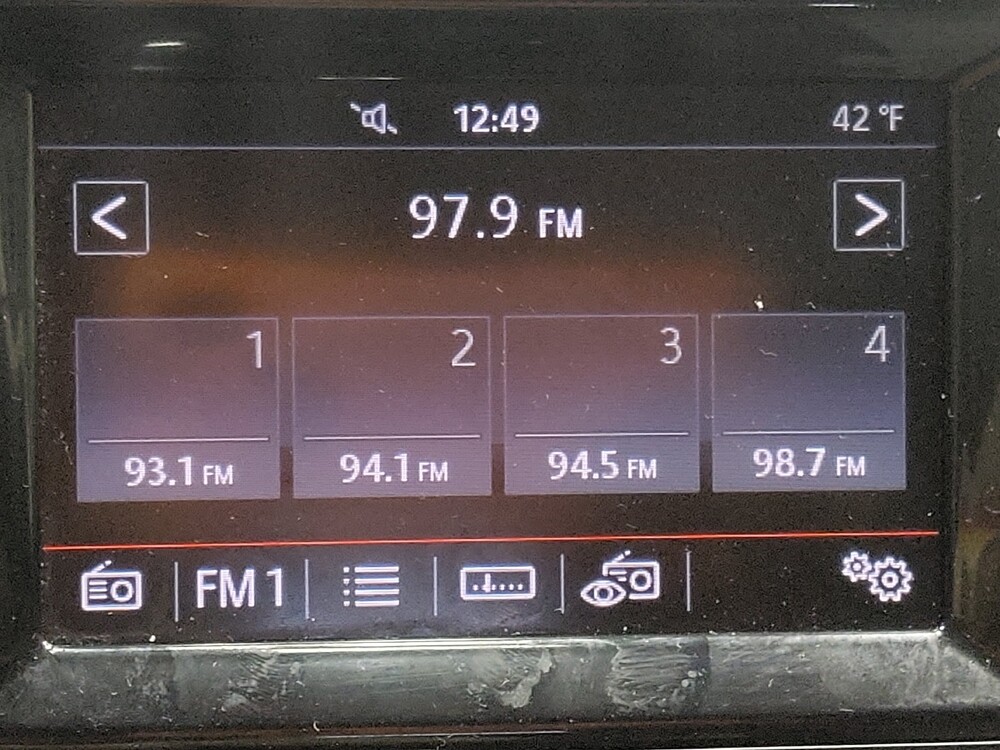 12:49 42 °F
< 97.9 FM >
1 2 3 4
93.1 FM 94.1 FM 94.5 FM 98.7 FM
FM 1